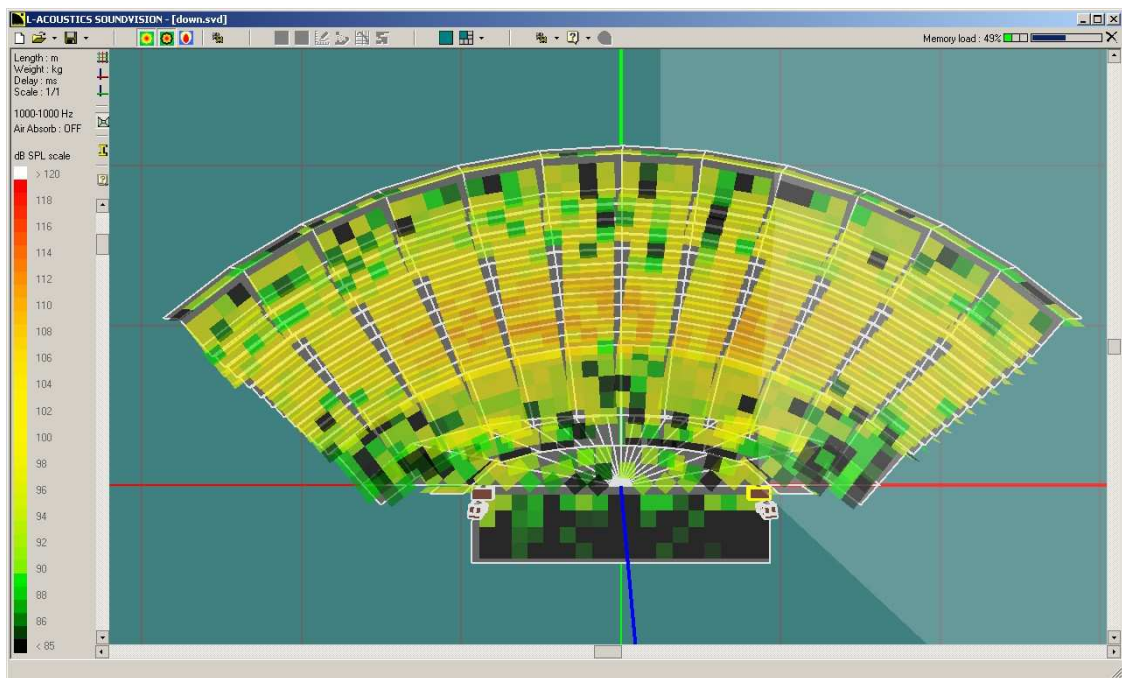 L-ACOUSTICS SOUNDVISION - [down.svd]
Memory load : 49%
Length : m
Weight : kg
Delay : ms
Scale : 1/1
1000-1000 Hz
Air Absorb : OFF
dB SPL scale
> 120
118
116
114
112
110
108
106
104
102
100
98
96
94
92
90
88
86
< 85